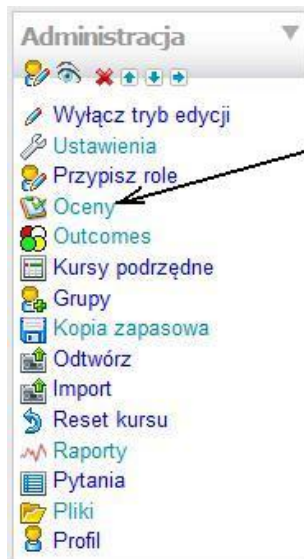 Administracja
Wyłącz tryb edycji
Ustawienia
Przypisz role
Oceny
Outcomes
Kursy podrzędne
Grupy
Kopia zapasowa
Odtwórz
Import
Reset kursu
Raporty
Pytania
Pliki
Profil